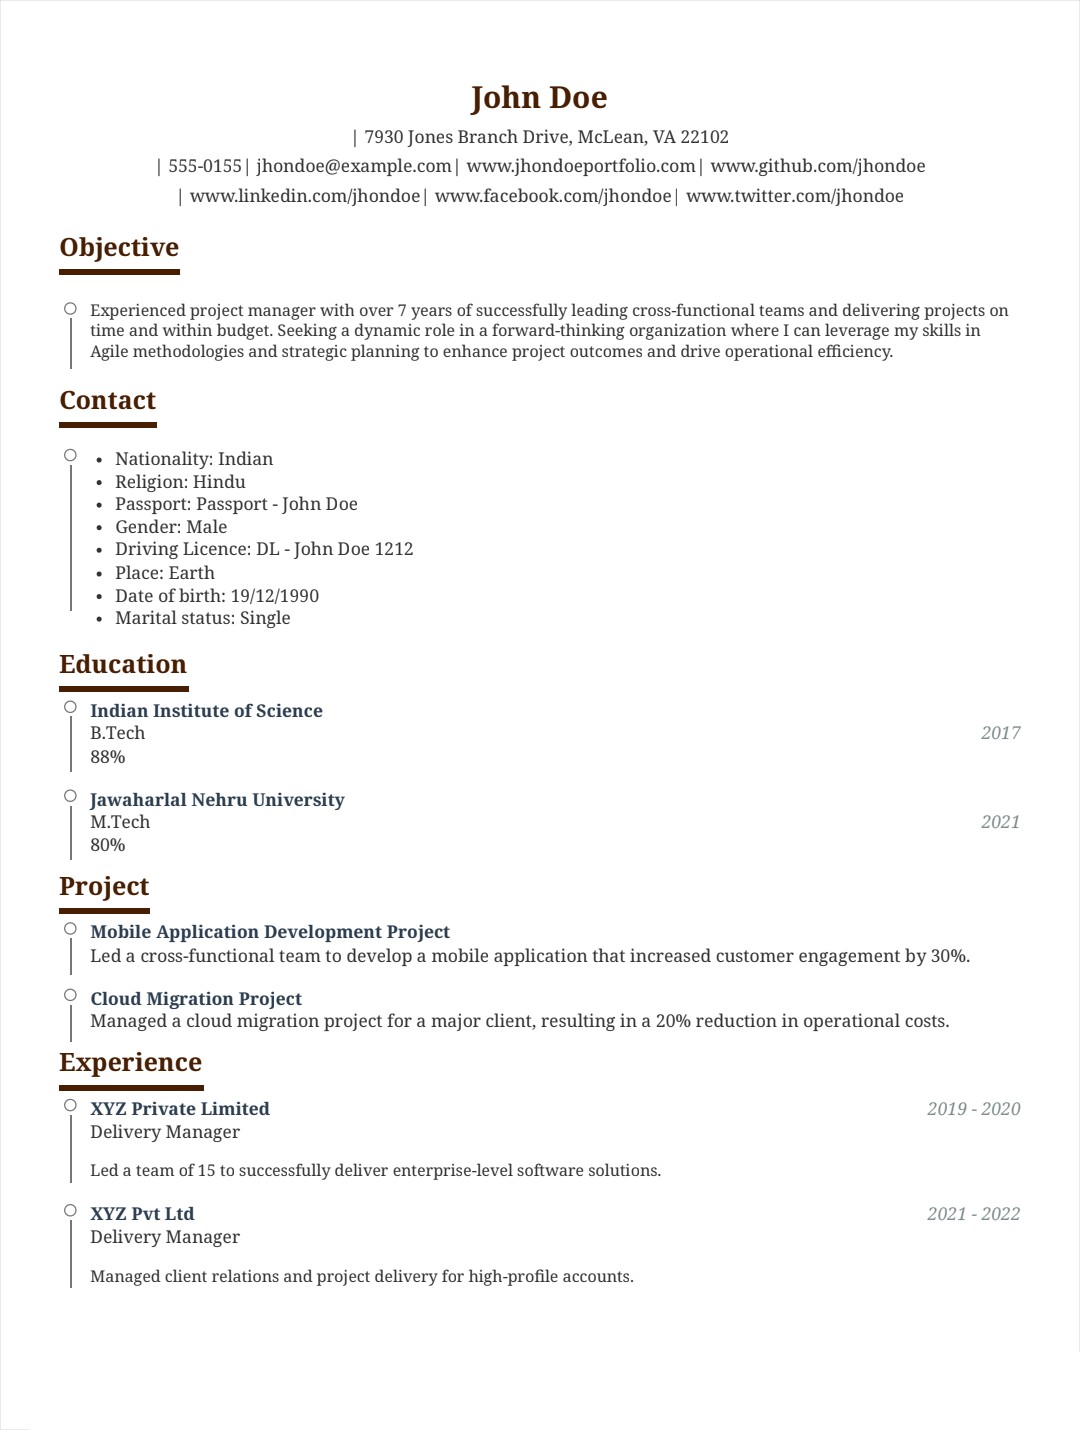 John Doe
| 7930 Jones Branch Drive, McLean, VA 22102
| 555-0155| jhondoe@example.com| www.jhondoeportfolio.com| www.github.com/jhondoe
| www.linkedin.com/jhondoe| www.facebook.com/jhondoe| www.twitter.com/jhondoe
Objective
Experienced project manager with over 7 years of successfully leading cross-functional teams and delivering projects on
time and within budget. Seeking a dynamic role in a forward-thinking organization where I can leverage my skills in
Agile methodologies and strategic planning to enhance project outcomes and drive operational efficiency.
Contact
• Nationality: Indian
• Religion: Hindu
• Passport: Passport - John Doe
• Gender: Male
• Driving Licence: DL - John Doe 1212
• Place: Earth
• Date of birth: 19/12/1990
• Marital status: Single
Education
Indian Institute of Science
B.Tech 2017
88%
Jawaharlal Nehru University
M.Tech 2021
80%
Project
Mobile Application Development Project
Led a cross-functional team to develop a mobile application that increased customer engagement by 30%.
Cloud Migration Project
Managed a cloud migration project for a major client, resulting in a 20% reduction in operational costs.
Experience
XYZ Private Limited 2019 - 2020
Delivery Manager
Led a team of 15 to successfully deliver enterprise-level software solutions.
XYZ Pvt Ltd 2021 - 2022
Delivery Manager
Managed client relations and project delivery for high-profile accounts.